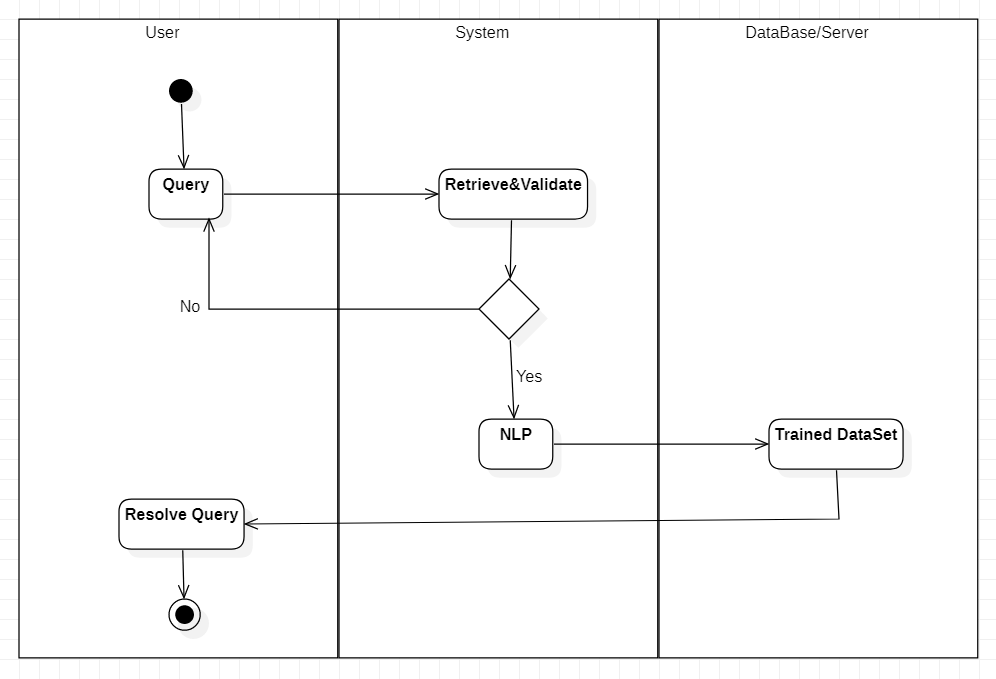 User
System
DataBase/Server
Query
Retrieve&Validate
No
Yes
NLP
Trained DataSet
Resolve Query